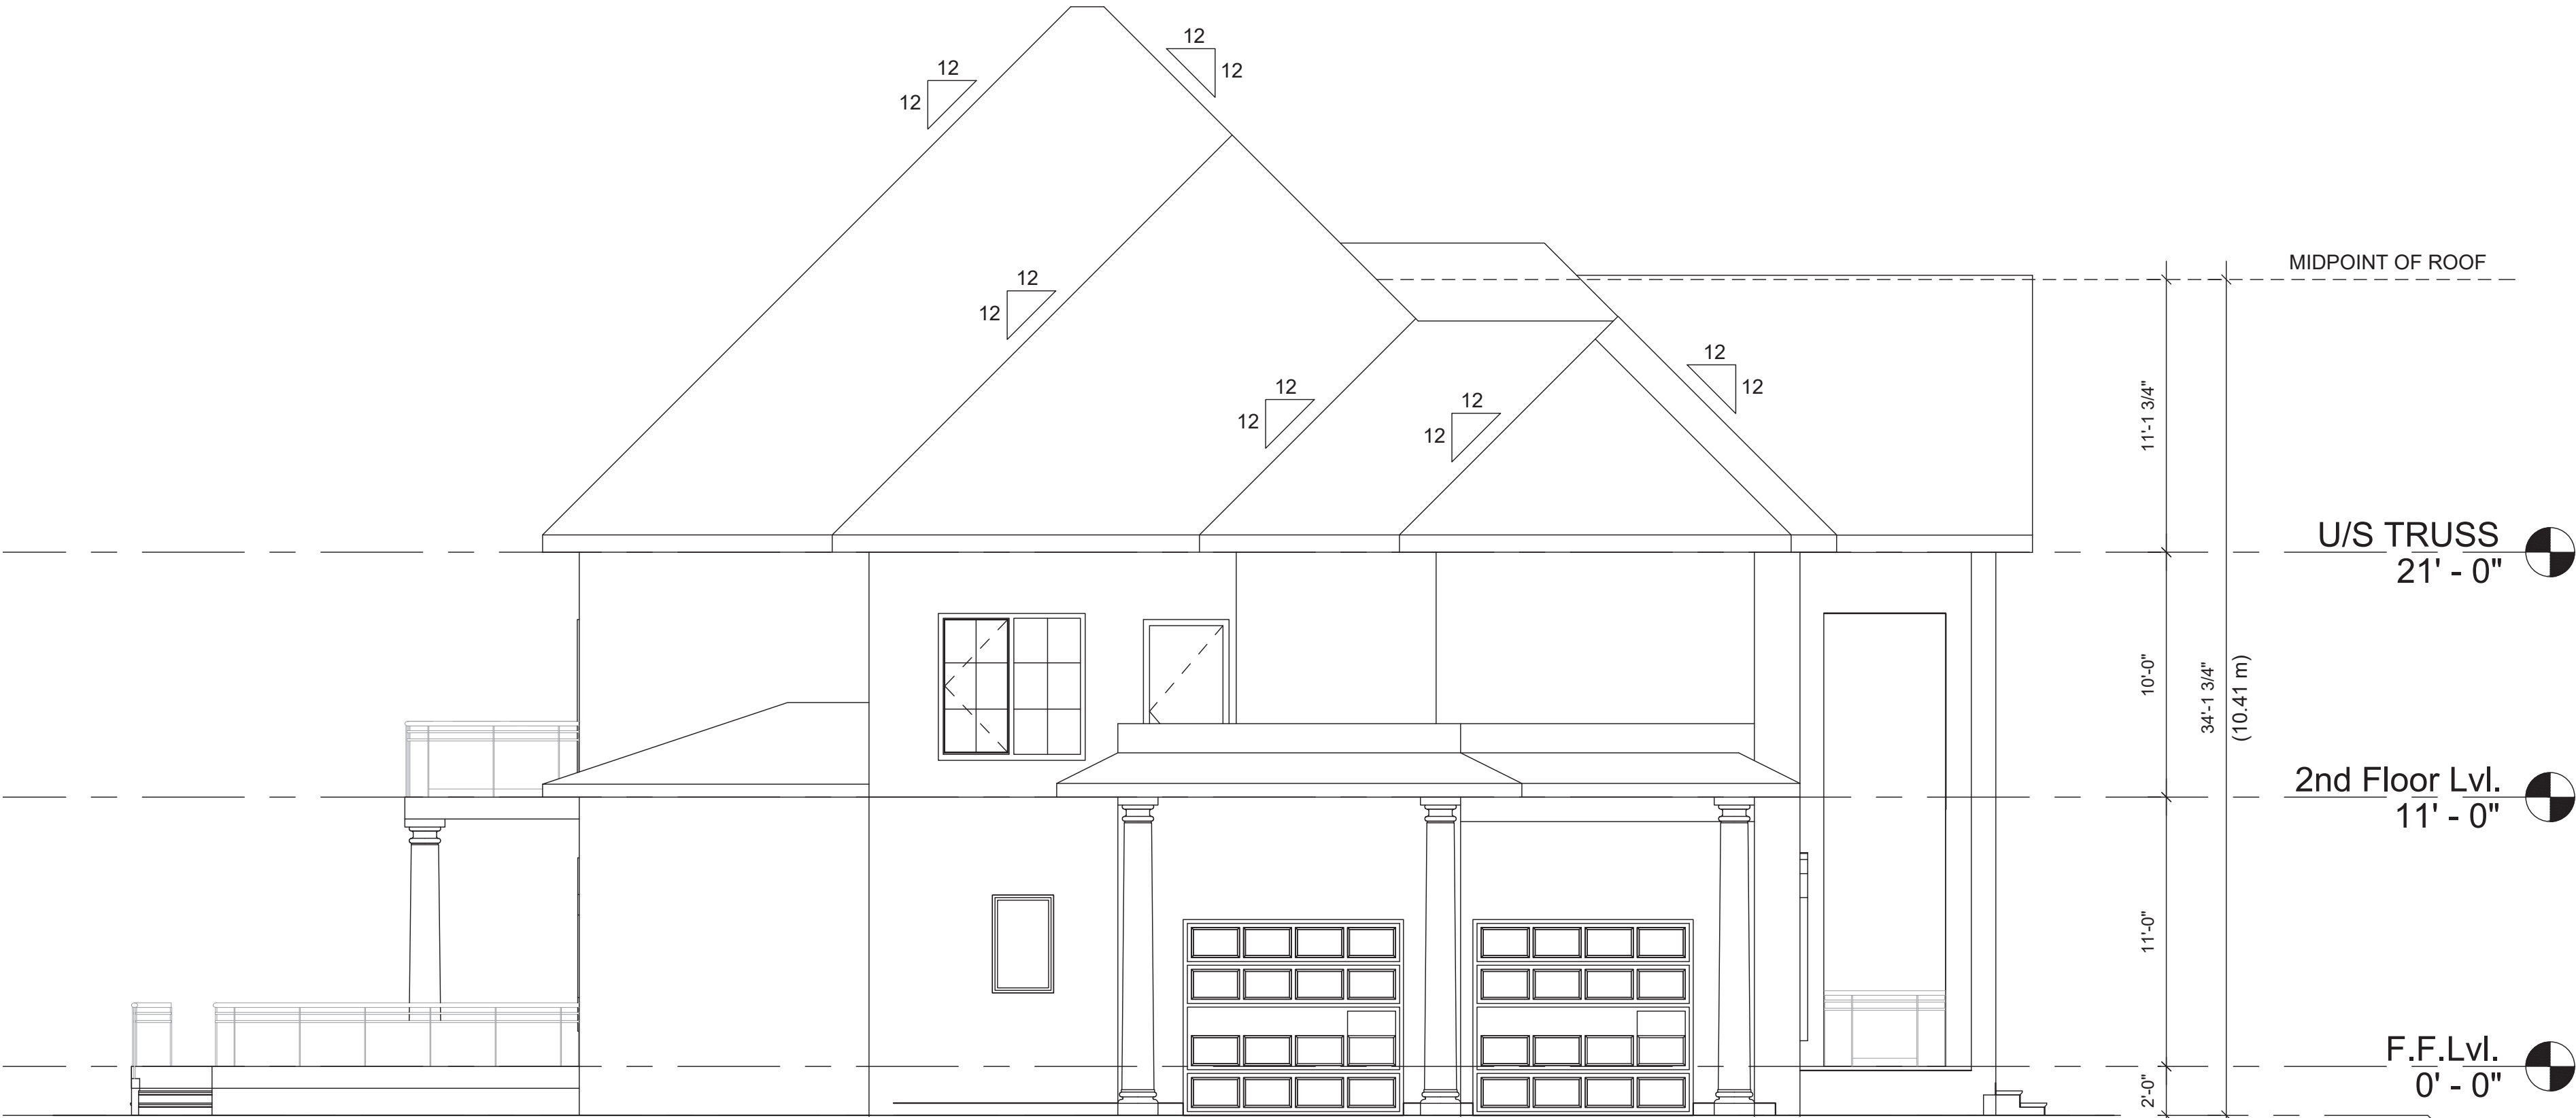 12
12
12
12
MIDPOINT OF ROOF
12
12
12
12
12
12
12
12
11'-1 3/4"
U/S TRUSS
21' - 0"
10'-0"
34'-1 3/4"
(10.41 m)
2nd Floor Lvl.
11' - 0"
11'-0"
F.F.Lvl.
0' - 0"
2'-0"